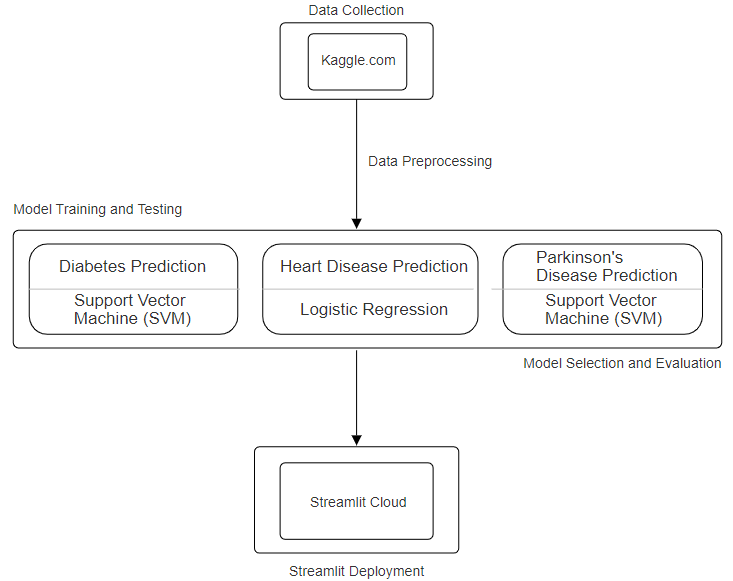 Data Collection
Kaggle.com
Data Preprocessing
Model Training and Testing
Diabetes Prediction
Support Vector
Machine (SVM)
Heart Disease Prediction
Logistic Regression
Parkinson's
Disease Prediction
Support Vector
Machine (SVM)
Model Selection and Evaluation
Streamlit Cloud
Streamlit Deployment